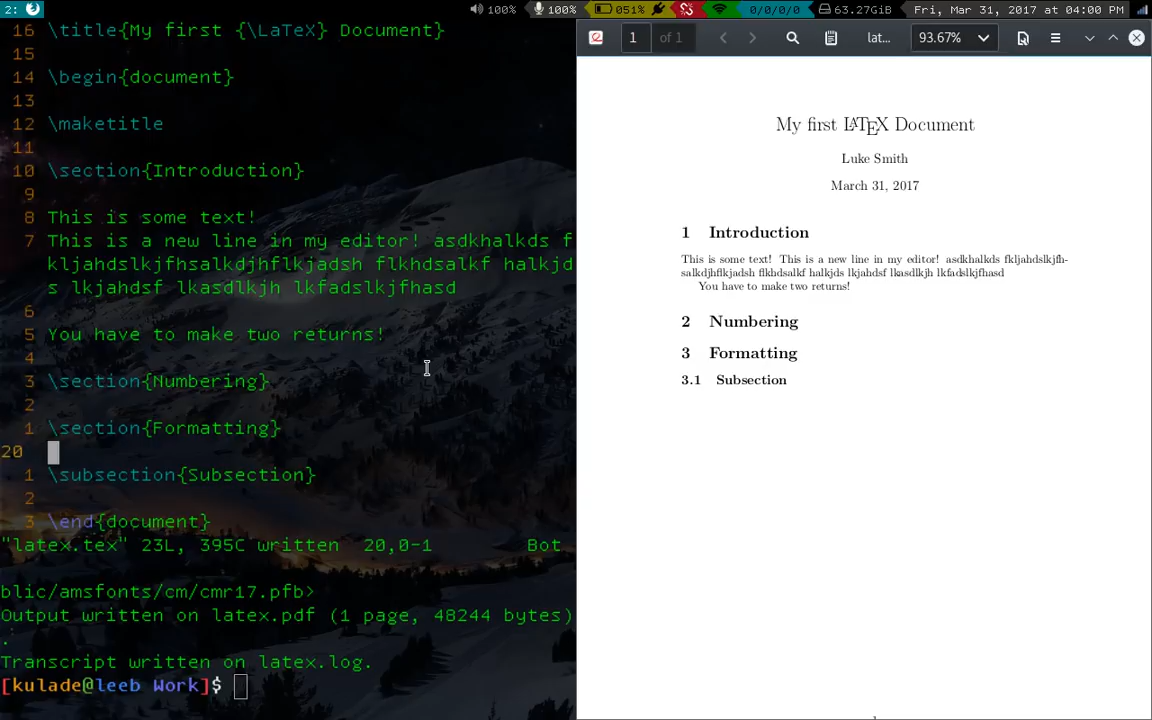 2: 100% 100% 051% 0/0/0/0 63.27GiB Fri, Mar 31, 2017 at 04:00 PM
16 \title{My first {\LaTeX} Document}
15
14 \begin{document}
13
12 \maketitle
11
10 \section{Introduction}
9
8 This is some text!
7 This is a new line in my editor! asdkhalkds f
kljahdslkjfhsalkdjhflkjadsh flkhdsalkf halkjd
s lkjahdsf lkasdlkjh lkfadslkjfhasd
6
5 You have to make two returns!
4
3 \section{Numbering}
2
1 \section{Formatting}
20
1 \subsection{Subsection}
2
3 \end{document}
"latex.tex" 23L, 395C written 20,0-1 Bot
blic/amsfonts/cm/cmr17.pfb>
Output written on latex.pdf (1 page, 48244 bytes)
.
Transcript written on latex.log.
[kulade@leeb Work]$
1 of 1 lat... 93.67%
My first LATEX Document
Luke Smith
March 31, 2017
1 Introduction
This is some text! This is a new line in my editor! asdkhalkds fkljahdslkjfh-
salkdjhflkjadsh flkhdsalkf halkjds lkjahdsf lkasdlkjh lkfadslkjfhasd
You have to make two returns!
2 Numbering
3 Formatting
3.1 Subsection